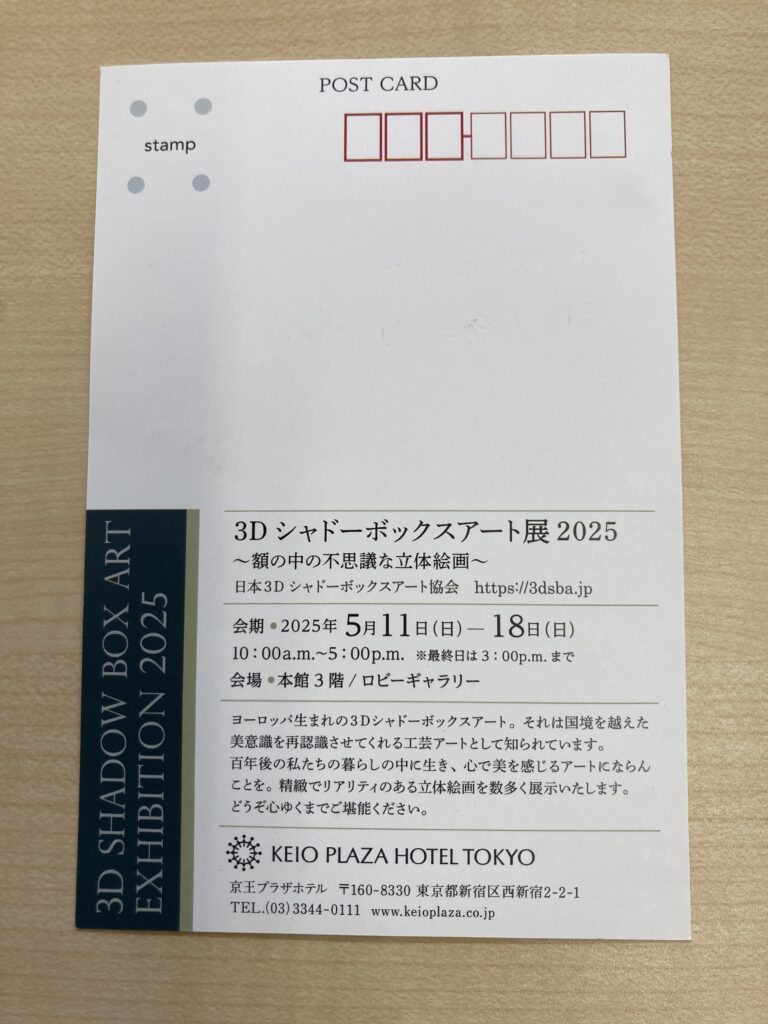 POST CARD
stamp
3D シャドーボックスアート展 2025
～額の中の不思議な立体絵画～
日本3Dシャドーボックスアート協会 https://3dsba.jp
会期 ● 2025年 5月11日(日) — 18日(日)
10:00a.m.~5:00p.m. ※最終日は3:00p.m.まで
会場 ● 本館3階 / ロビーギャラリー
ヨーロッパ生まれの3Dシャドーボックスアート。それは国境を越えた
美意識を再認識させてくれる工芸アートとして知られています。
百年後の私たちの暮らしの中に生き、心で美を感じるアートにならん
ことを。精緻でリアリティのある立体絵画を数多く展示いたします。
どうぞ心ゆくまでご堪能ください。
KEIO PLAZA HOTEL TOKYO
京王プラザホテル 〒160-8330 東京都新宿区西新宿2-2-1
TEL.(03)3344-0111 www.keioplaza.co.jp
3D SHADOW BOX ART
EXHIBITION 2025